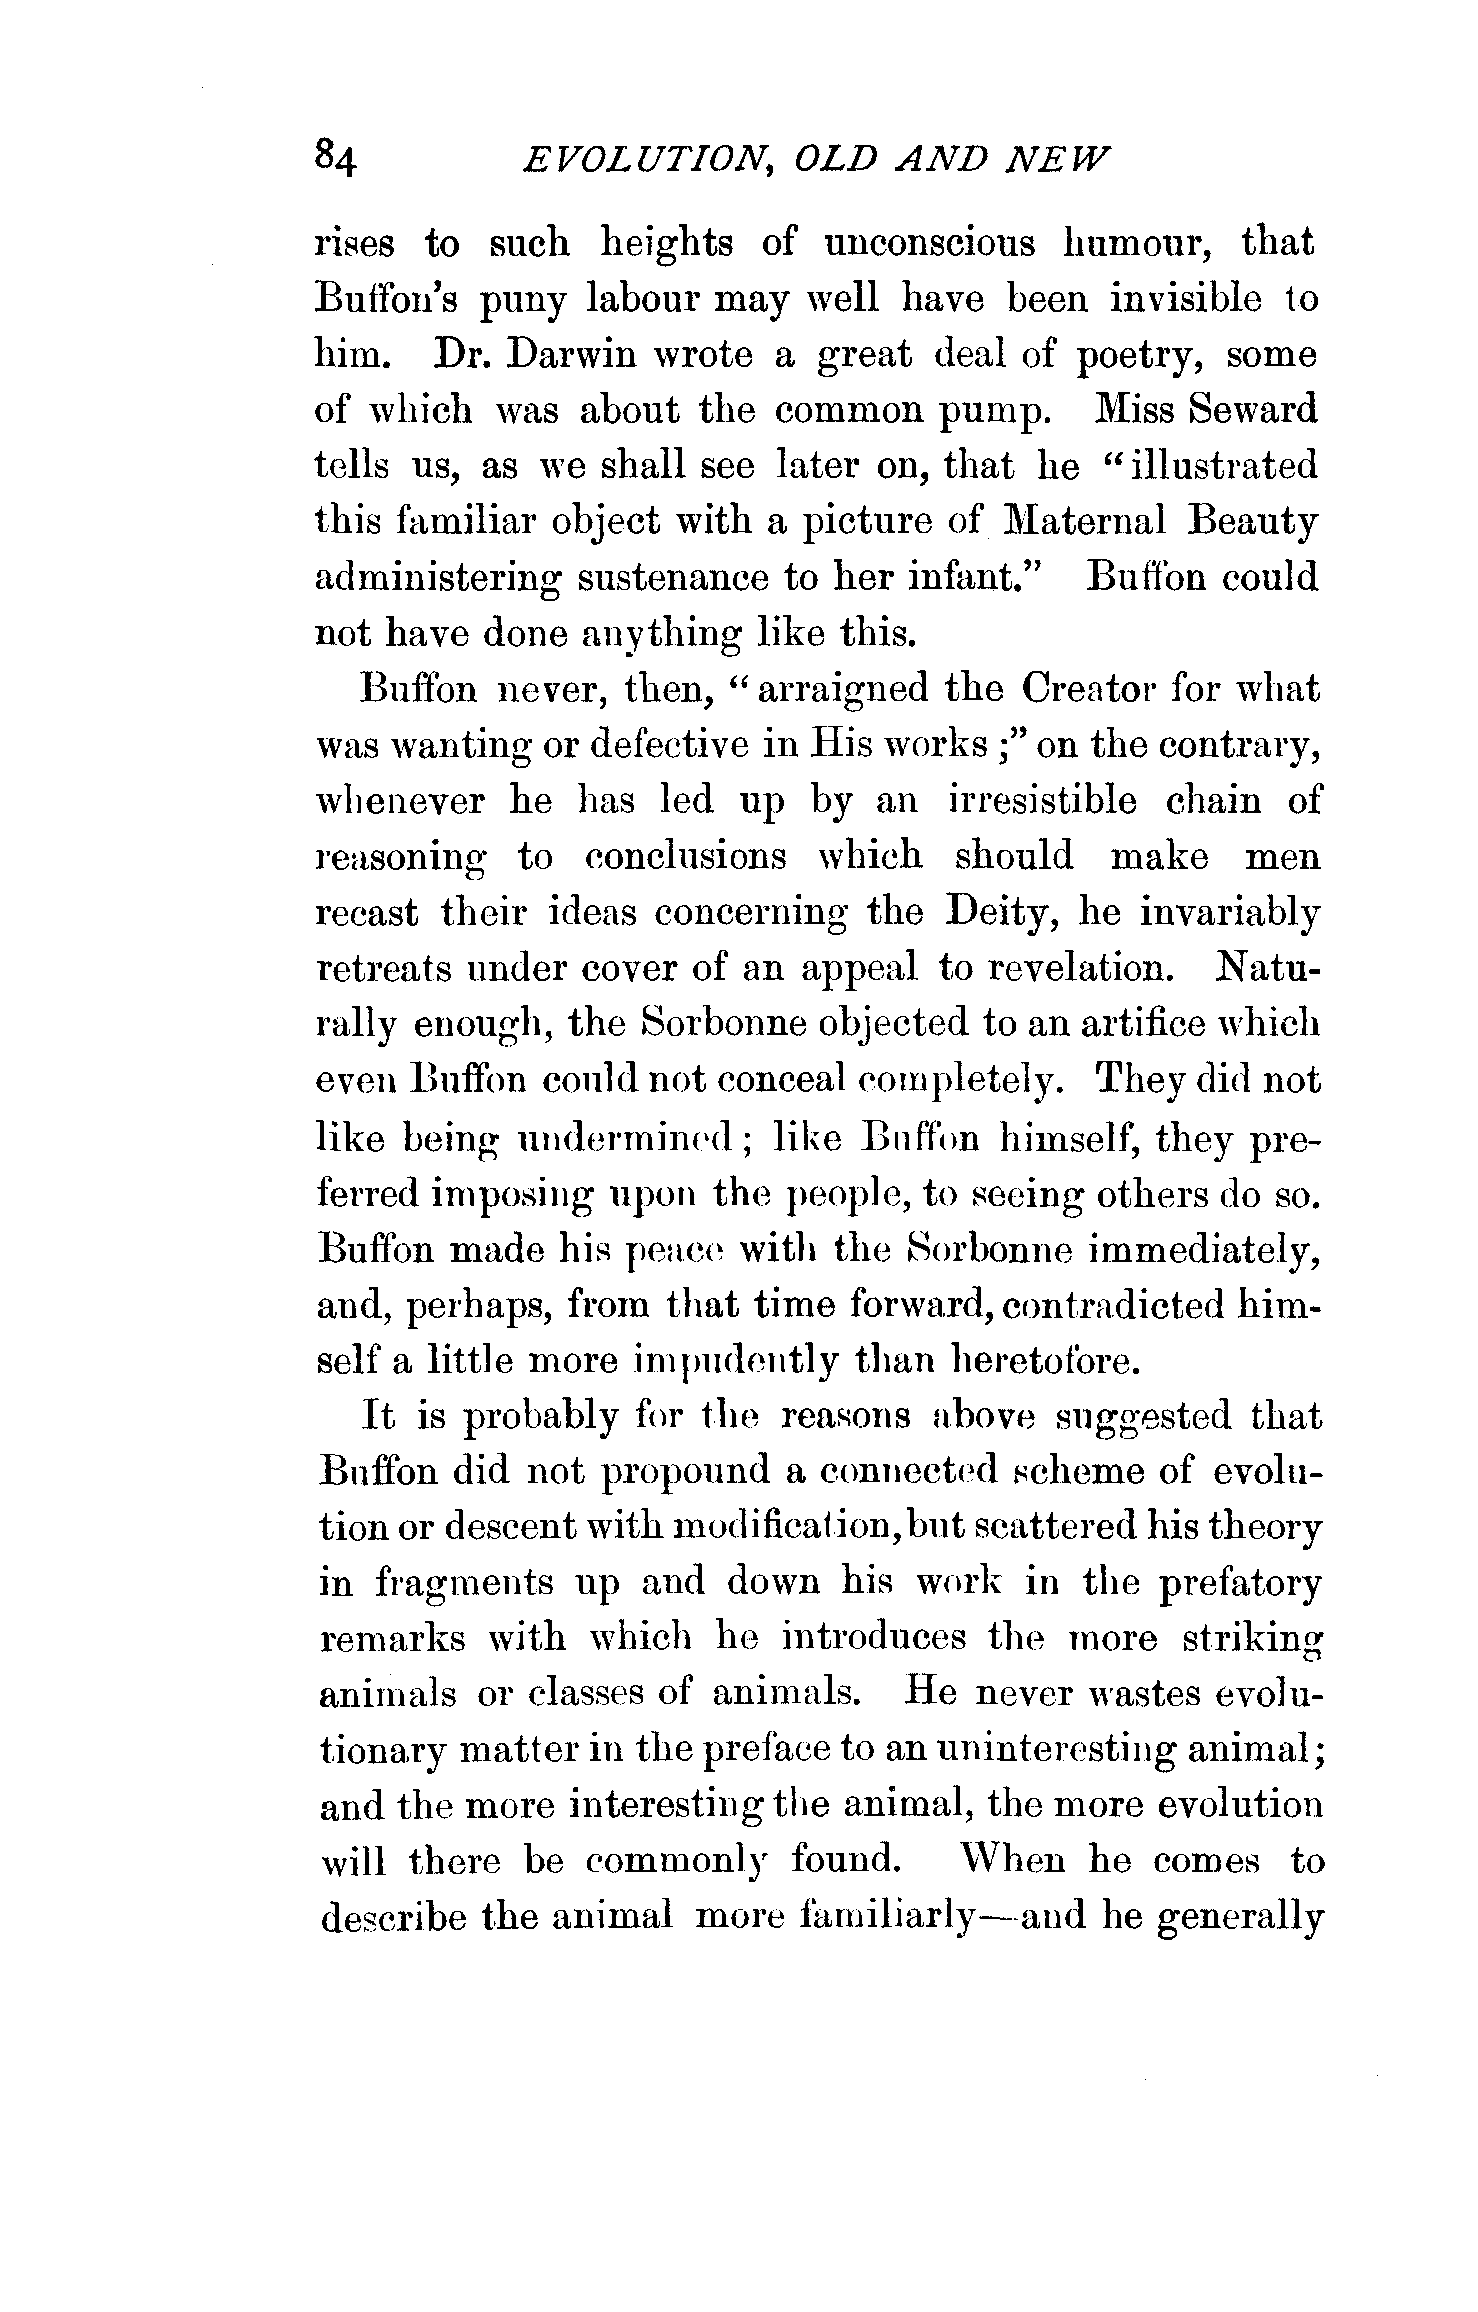 84 EVOLUTION, OLD AND NEW
rises to such heights of unconscious humour, that
Buffon's puny labour may well have been invisible to
him. Dr. Darwin wrote a great deal of poetry, some
of which was about the common pump. Miss Seward
tells us, as we shall see later on, that he "illustrated
this familiar object with a picture of Maternal Beauty
administering sustenance to her infant." Buffon could
not have done anything like this.
Buffon never, then, "arraigned the Creator for what
was wanting or defective in His works;" on the contrary,
whenever he has led up by an irresistible chain of
reasoning to conclusions which should make men
recast their ideas concerning the Deity, he invariably
retreats under cover of an appeal to revelation. Natu-
rally enough, the Sorbonne objected to an artifice which
even Buffon could not conceal completely. They did not
like being undermined; like Buffon himself, they pre-
ferred imposing upon the people, to seeing others do so.
Buffon made his peace with the Sorbonne immediately,
and, perhaps, from that time forward, contradicted him-
self a little more impudently than heretofore.
It is probably for the reasons above suggested that
Buffon did not propound a connected scheme of evolu-
tion or descent with modification, but scattered his theory
in fragments up and down his work in the prefatory
remarks with which he introduces the more striking
animals or classes of animals. He never wastes evolu-
tionary matter in the preface to an uninteresting animal;
and the more interesting the animal, the more evolution
will there be commonly found. When he comes to
describe the animal more familiarly—and he generally